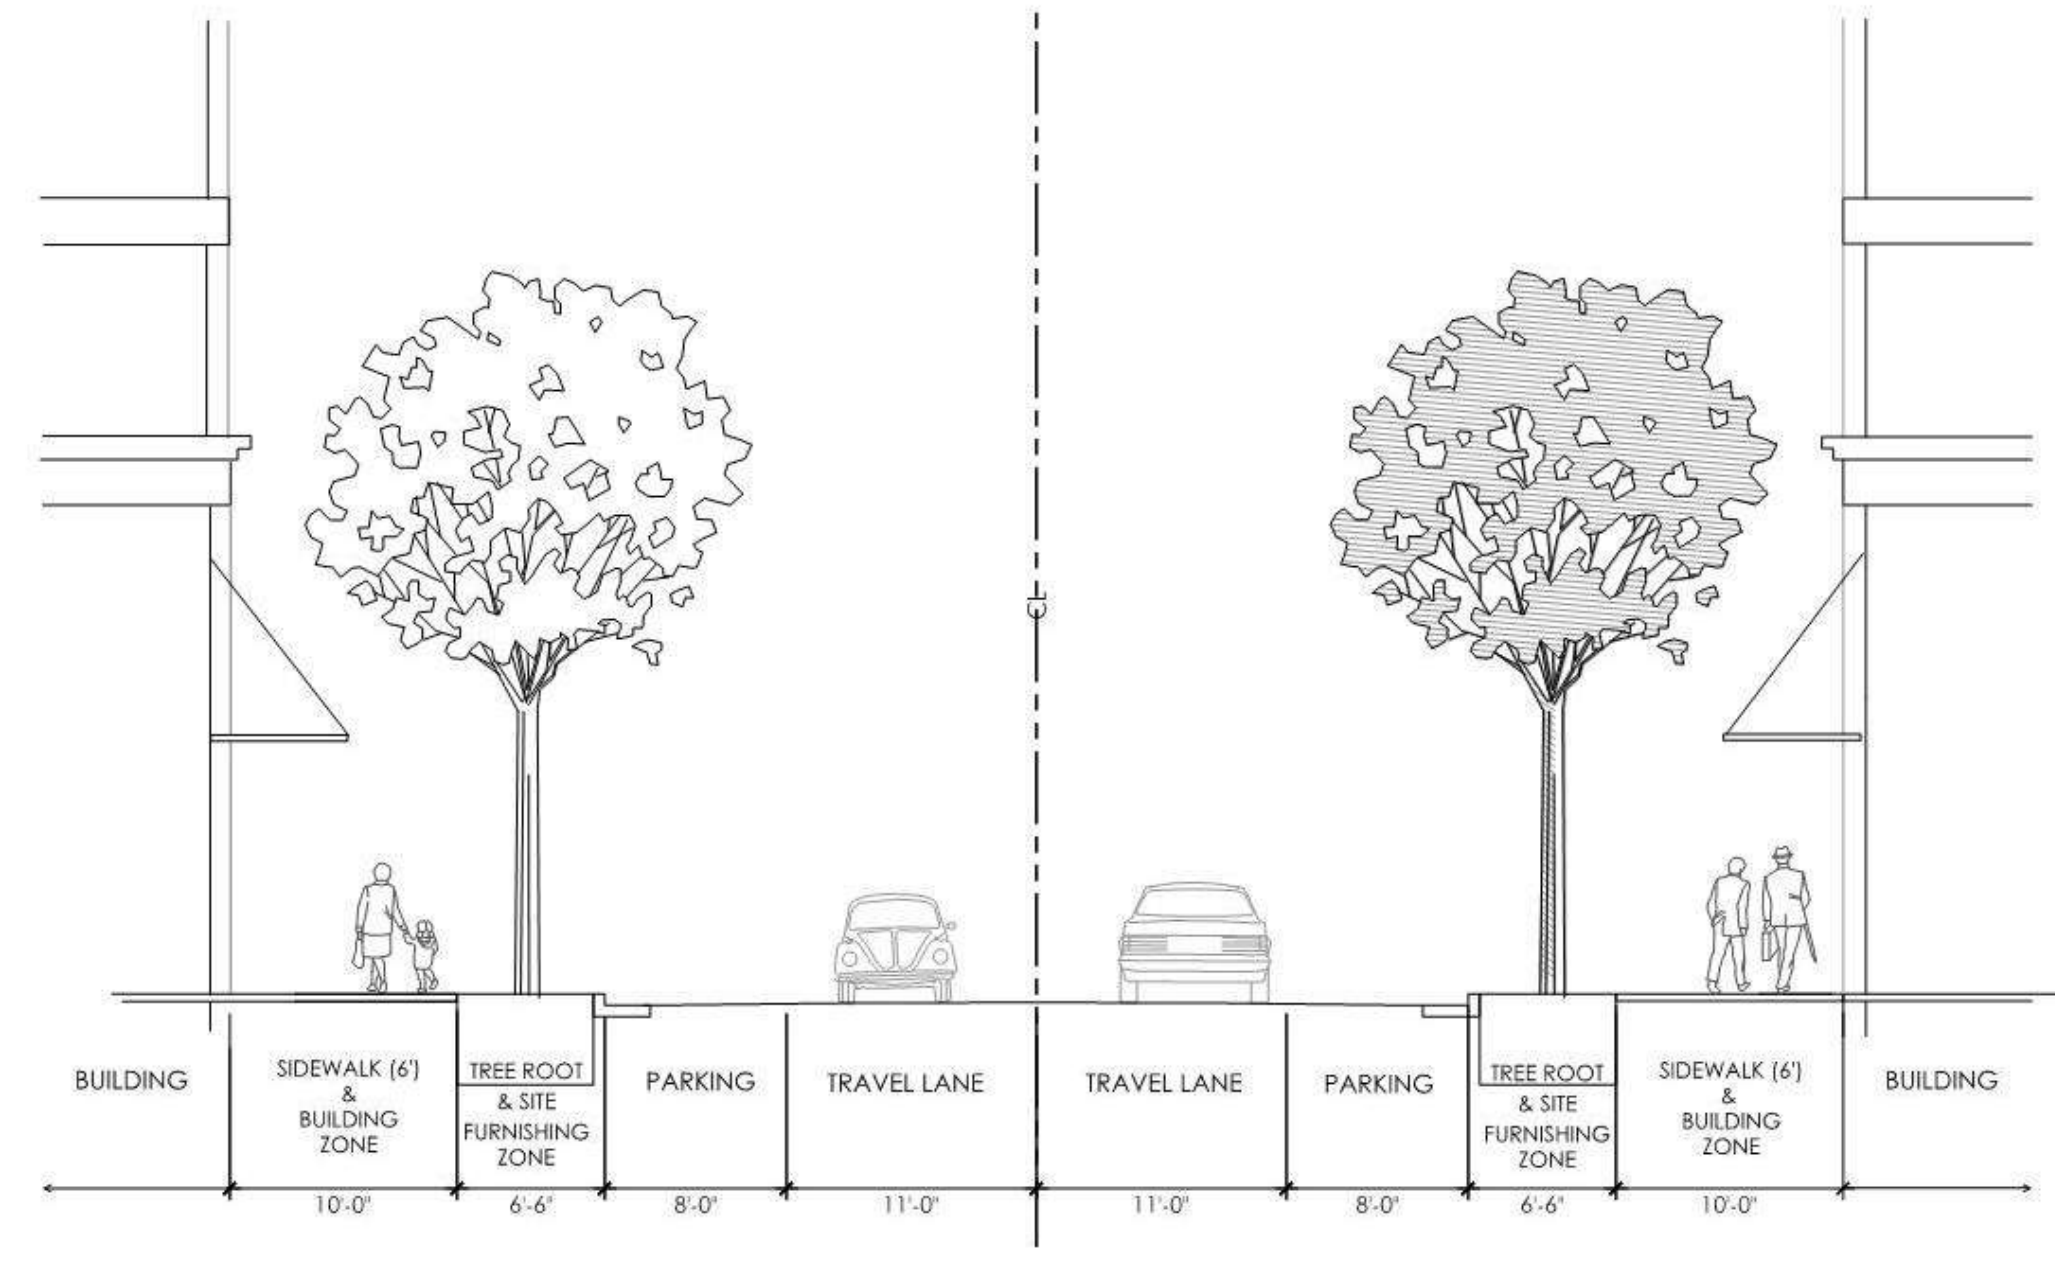 CL
BUILDING
SIDEWALK (6')
&
BUILDING
ZONE
TREE ROOT
& SITE
FURNISHING
ZONE
PARKING
TRAVEL LANE
TRAVEL LANE
PARKING
TREE ROOT
& SITE
FURNISHING
ZONE
SIDEWALK (6')
&
BUILDING
ZONE
BUILDING
10'-0"
6'-6"
8'-0"
11'-0"
11'-0"
8'-0"
6'-6"
10'-0"